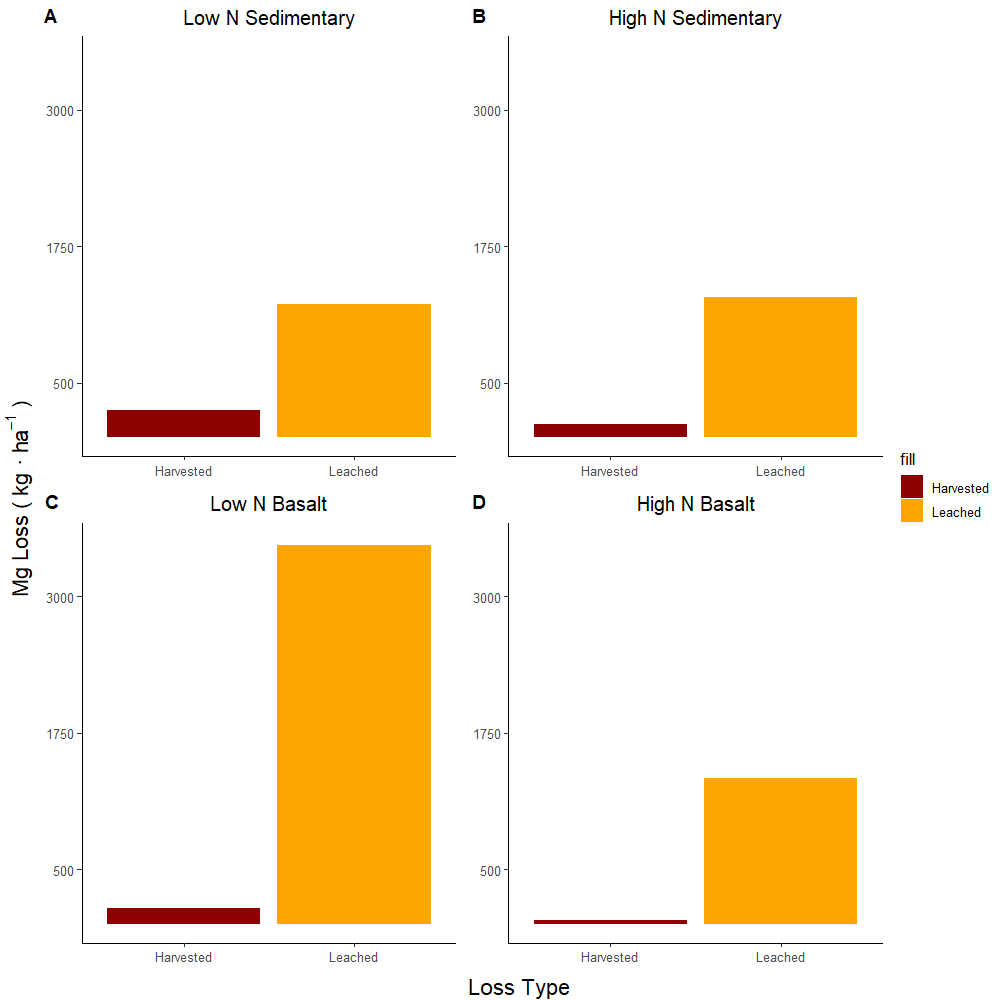 A
Low N Sedimentary
3000
1750
500
Harvested
Leached
B
High N Sedimentary
3000
1750
500
Harvested
Leached
C
Low N Basalt
3000
1750
500
Harvested
Leached
D
High N Basalt
3000
1750
500
Harvested
Leached
Mg Loss ( kg · ha⁻¹ )
Loss Type
fill
Harvested
Leached